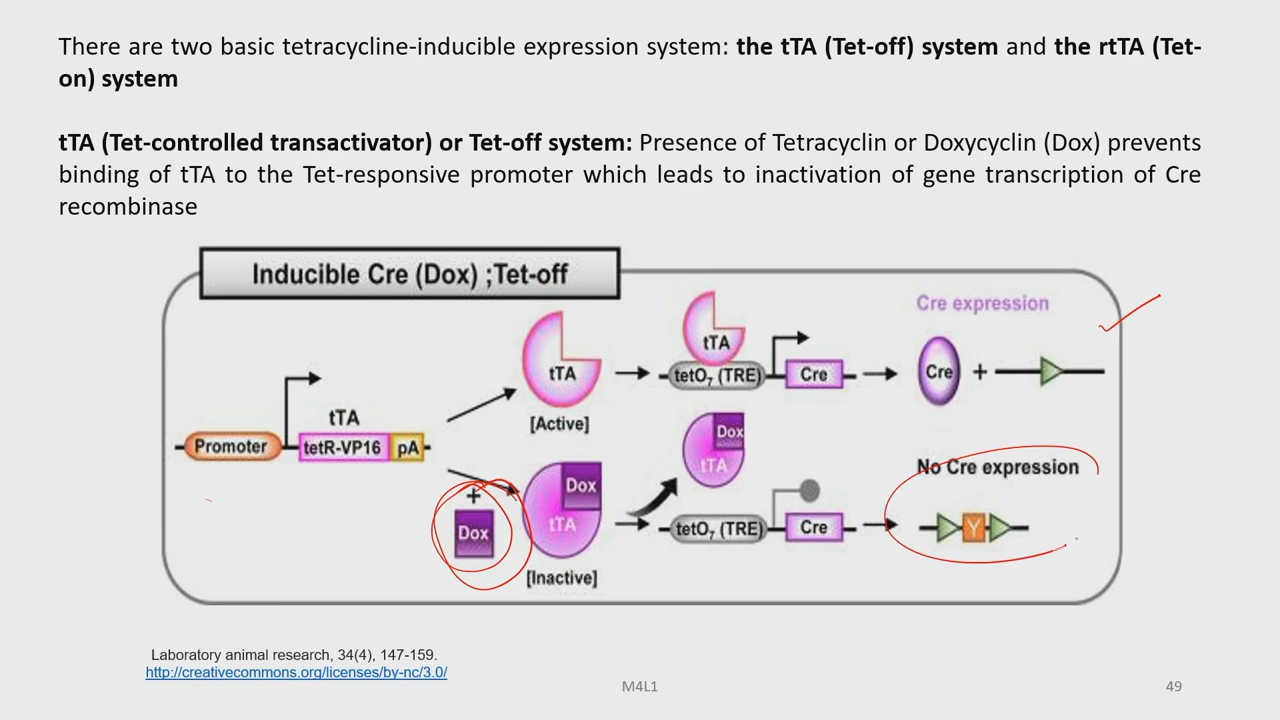 There are two basic tetracycline-inducible expression system: the tTA (Tet-off) system and the rtTA (Tet-
on) system
tTA (Tet-controlled transactivator) or Tet-off system: Presence of Tetracyclin or Doxycyclin (Dox) prevents
binding of tTA to the Tet-responsive promoter which leads to inactivation of gene transcription of Cre
recombinase
Inducible Cre (Dox) ;Tet-off
Cre expression
tTA
tetO7 (TRE)
Cre
Cre
+
tTA
[Active]
tTA
Promoter
tetR-VP16
pA
Dox
tTA
No Cre expression
+
Dox
Dox
tTA
[Inactive]
tetO7 (TRE)
Cre
Y
Laboratory animal research, 34(4), 147-159.
http://creativecommons.org/licenses/by-nc/3.0/
M4L1
49